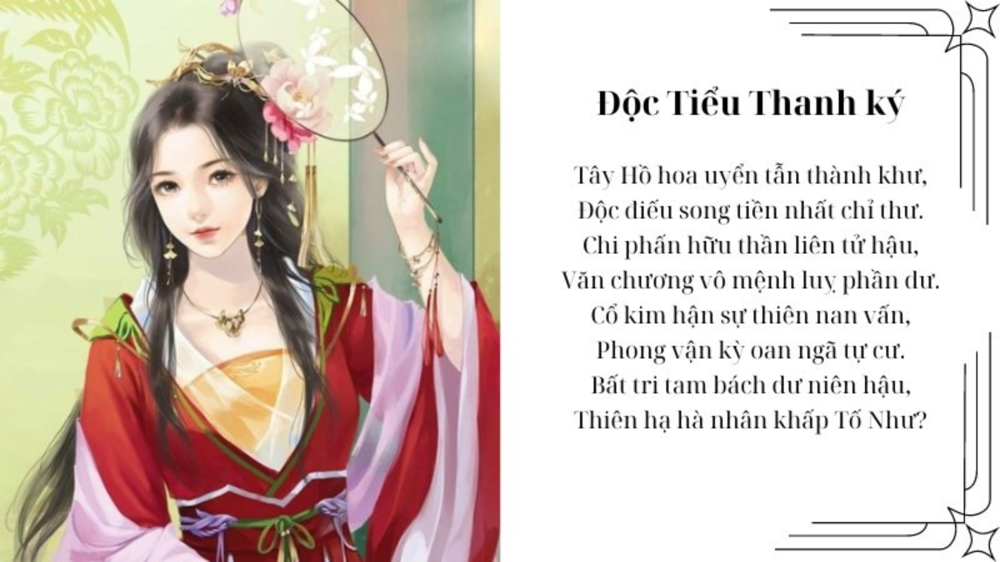 Độc Tiểu Thanh ký
Tây Hồ hoa uyển tẫn thành khư,
Độc điếu song tiền nhất chỉ thư.
Chi phấn hữu thần liên tử hậu,
Văn chương vô mệnh luỵ phần dư.
Cổ kim hận sự thiên nan vấn,
Phong vận kỳ oan ngã tự cư.
Bất tri tam bách dư niên hậu,
Thiên hạ hà nhân khấp Tố Như?